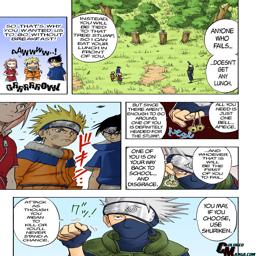 ANYONE
WHO
FAILS...
...DOESN'T
GET ANY
LUNCH.
INSTEAD,
YOU WILL
BE TIED
TO THAT
TREE STUMP,
SO I CAN
EAT YOUR
LUNCH IN
FRONT OF
YOU.
SO...THAT'S WHY
YOU WANTED US
TO GO WITHOUT
BREAKFAST!
ALL YOU
NEED IS
JUST ONE
BELL...
APIECE.
BUT SINCE
THERE AREN'T
ENOUGH TO GO
AROUND, ONE
OF YOU IS
DEFINITELY
HEADED FOR
THE STUMP.
...AND
WHOEVER
THAT IS
WILL BE
THE FIRST
OF YOU
TO FAIL.
ONE OF
YOU IS ON
YOUR WAY
BACK TO
SCHOOL...
AND
DISGRACE.
YOU MAY,
IF YOU
CHOOSE,
USE
SHURIKEN.
ATTACK
AS
THOUGH
YOU
MEAN
TO KILL
OR YOU'LL
NEVER
STAND A
CHANCE.